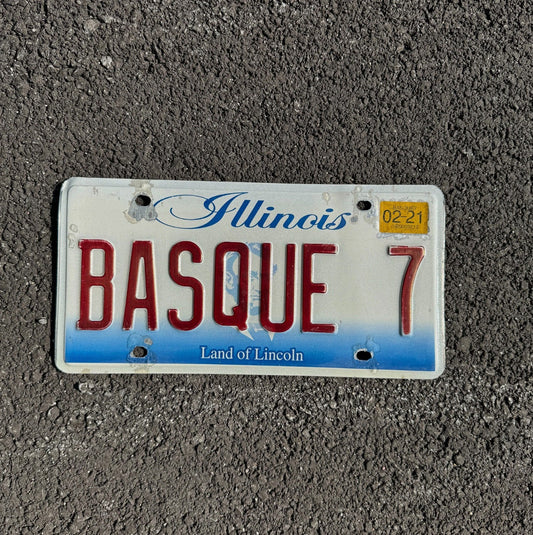 Illinois
02-21
BASQUE 7
Land of Lincoln